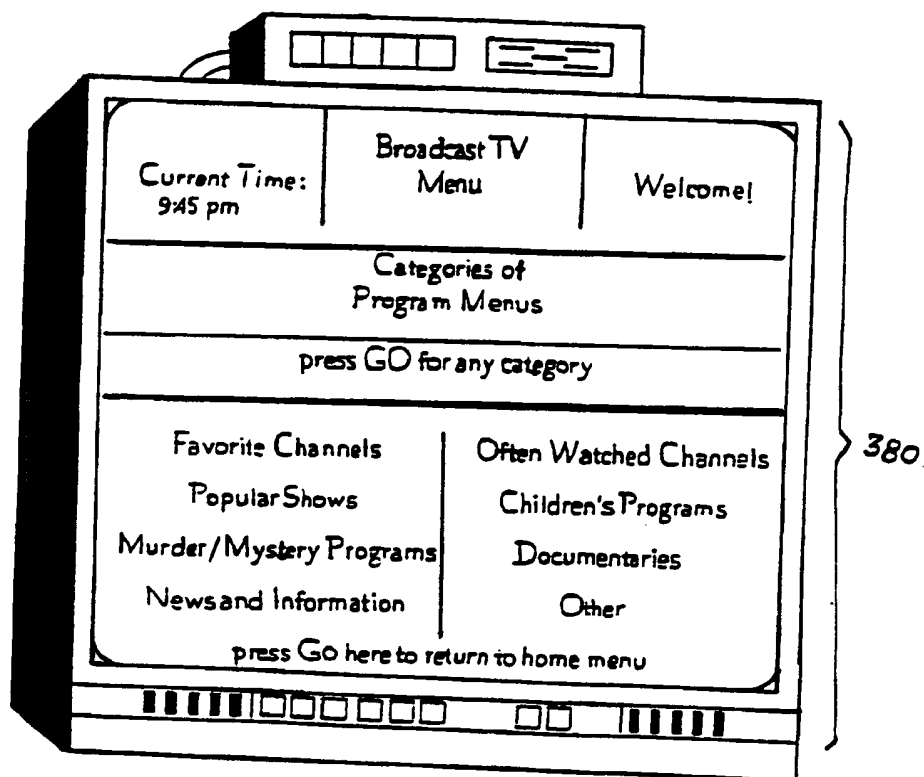 Current Time:
9:45 pm
Broadcast TV
Menu
Welcome!
Categories of
Program Menus
press GO for any category
Favorite Channels
Popular Shows
Murder/Mystery Programs
News and Information
Often Watched Channels
Children's Programs
Documentaries
Other
press Go here to return to home menu
380